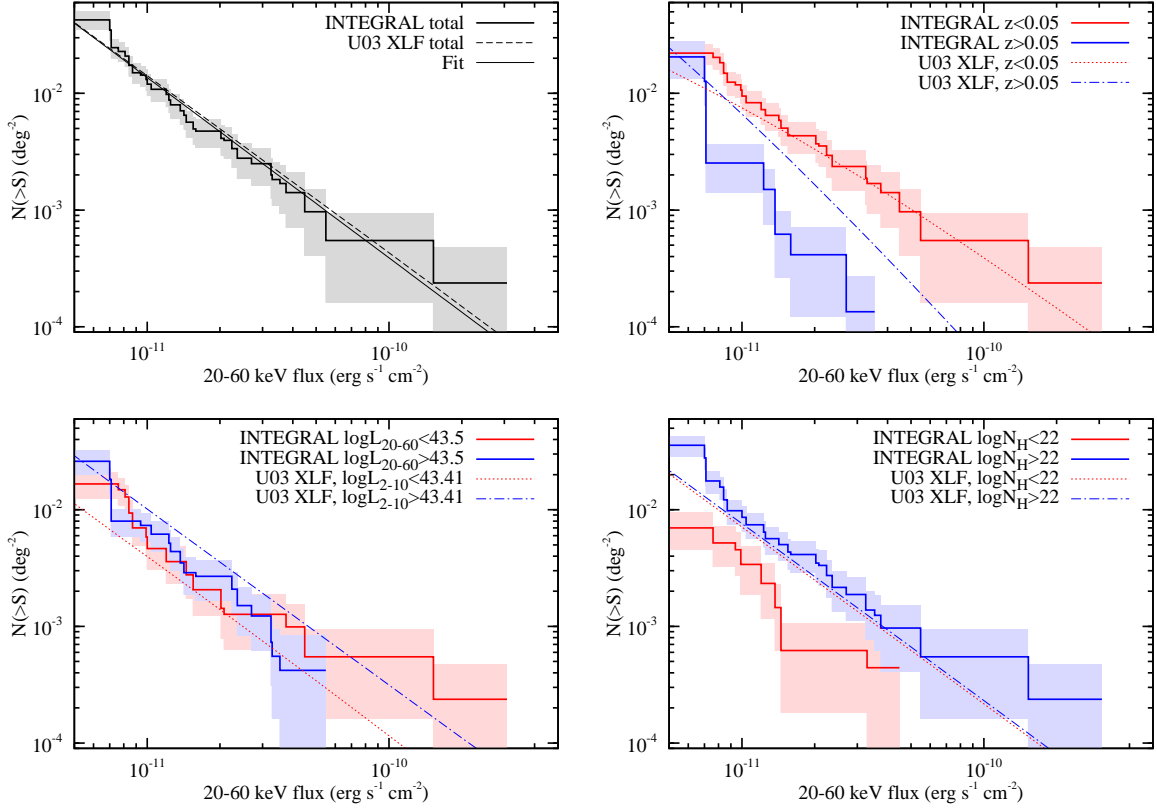 INTEGRAL total
U03 XLF total
Fit
N(>S) (deg⁻²)
10⁻²
10⁻³
10⁻⁴
10⁻¹¹ 10⁻¹⁰
20-60 keV flux (erg s⁻¹ cm⁻²)
INTEGRAL z<0.05
INTEGRAL z>0.05
U03 XLF, z<0.05
U03 XLF, z>0.05
N(>S) (deg⁻²)
10⁻²
10⁻³
10⁻⁴
10⁻¹¹ 10⁻¹⁰
20-60 keV flux (erg s⁻¹ cm⁻²)
INTEGRAL logL₂₀₋₆₀<43.5
INTEGRAL logL₂₀₋₆₀>43.5
U03 XLF, logL₂₋₁₀<43.41
U03 XLF, logL₂₋₁₀>43.41
N(>S) (deg⁻²)
10⁻²
10⁻³
10⁻⁴
10⁻¹¹ 10⁻¹⁰
20-60 keV flux (erg s⁻¹ cm⁻²)
INTEGRAL logN_H<22
INTEGRAL logN_H>22
U03 XLF, logN_H<22
U03 XLF, logN_H>22
N(>S) (deg⁻²)
10⁻²
10⁻³
10⁻⁴
10⁻¹¹ 10⁻¹⁰
20-60 keV flux (erg s⁻¹ cm⁻²)